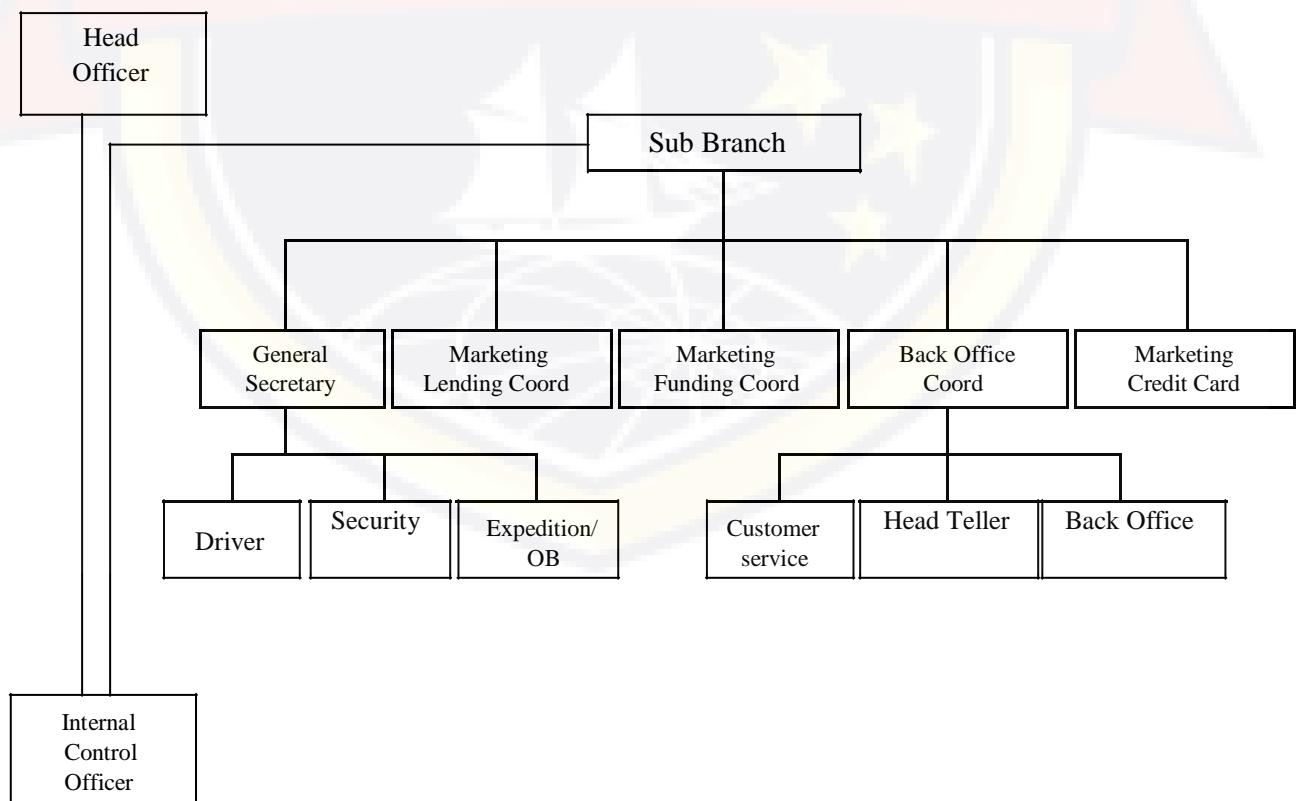 Head
Officer
Sub Branch
General
Secretary
Marketing
Lending Coord
Marketing
Funding Coord
Back Office
Coord
Marketing
Credit Card
Driver
Security
Expedition/
OB
Customer
service
Head Teller
Back Office
Internal
Control
Officer